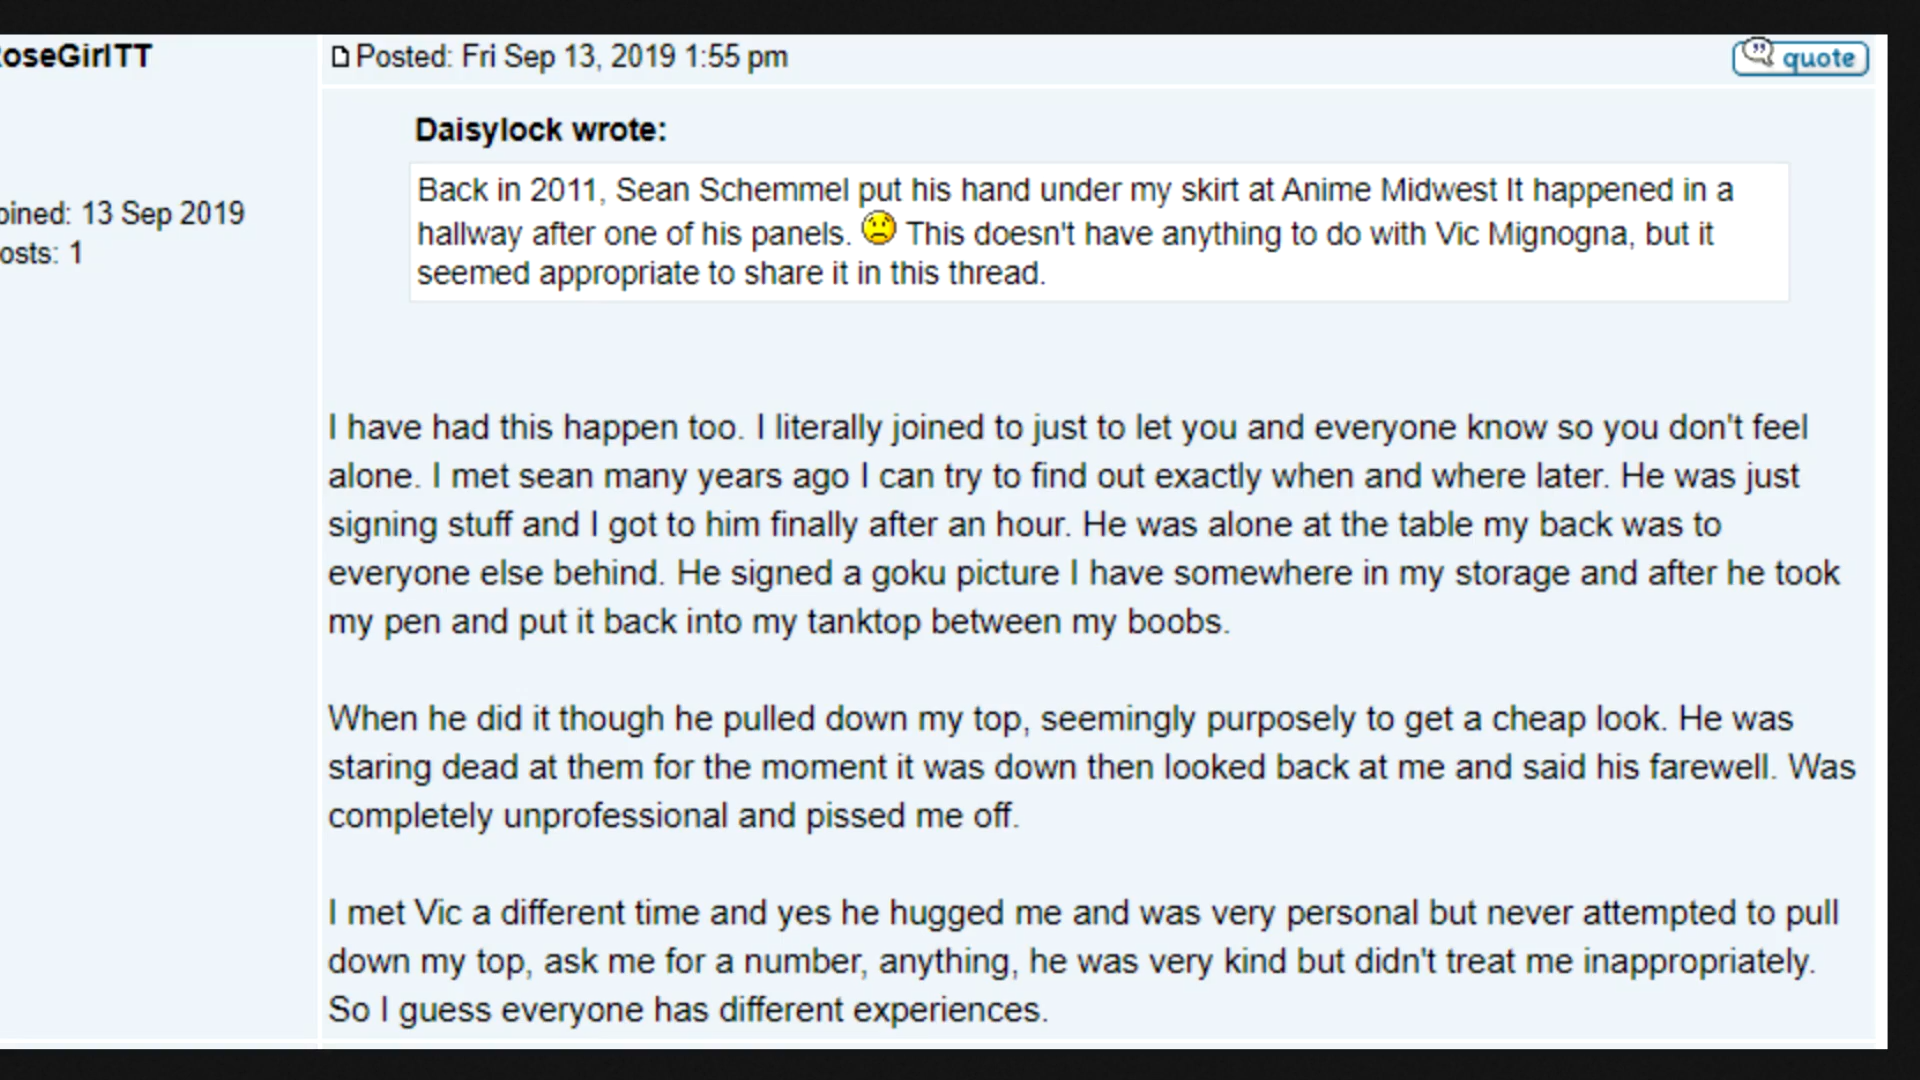 oseGirlTT
Posted: Fri Sep 13, 2019 1:55 pm
quote
Daisylock wrote:
Back in 2011, Sean Schemmel put his hand under my skirt at Anime Midwest It happened in a
hallway after one of his panels. This doesn't have anything to do with Vic Mignogna, but it
seemed appropriate to share it in this thread.
oined: 13 Sep 2019
osts: 1
I have had this happen too. I literally joined to just to let you and everyone know so you don't feel
alone. I met sean many years ago I can try to find out exactly when and where later. He was just
signing stuff and I got to him finally after an hour. He was alone at the table my back was to
everyone else behind. He signed a goku picture I have somewhere in my storage and after he took
my pen and put it back into my tanktop between my boobs.
When he did it though he pulled down my top, seemingly purposely to get a cheap look. He was
staring dead at them for the moment it was down then looked back at me and said his farewell. Was
completely unprofessional and pissed me off.
I met Vic a different time and yes he hugged me and was very personal but never attempted to pull
down my top, ask me for a number, anything, he was very kind but didn't treat me inappropriately.
So I guess everyone has different experiences.